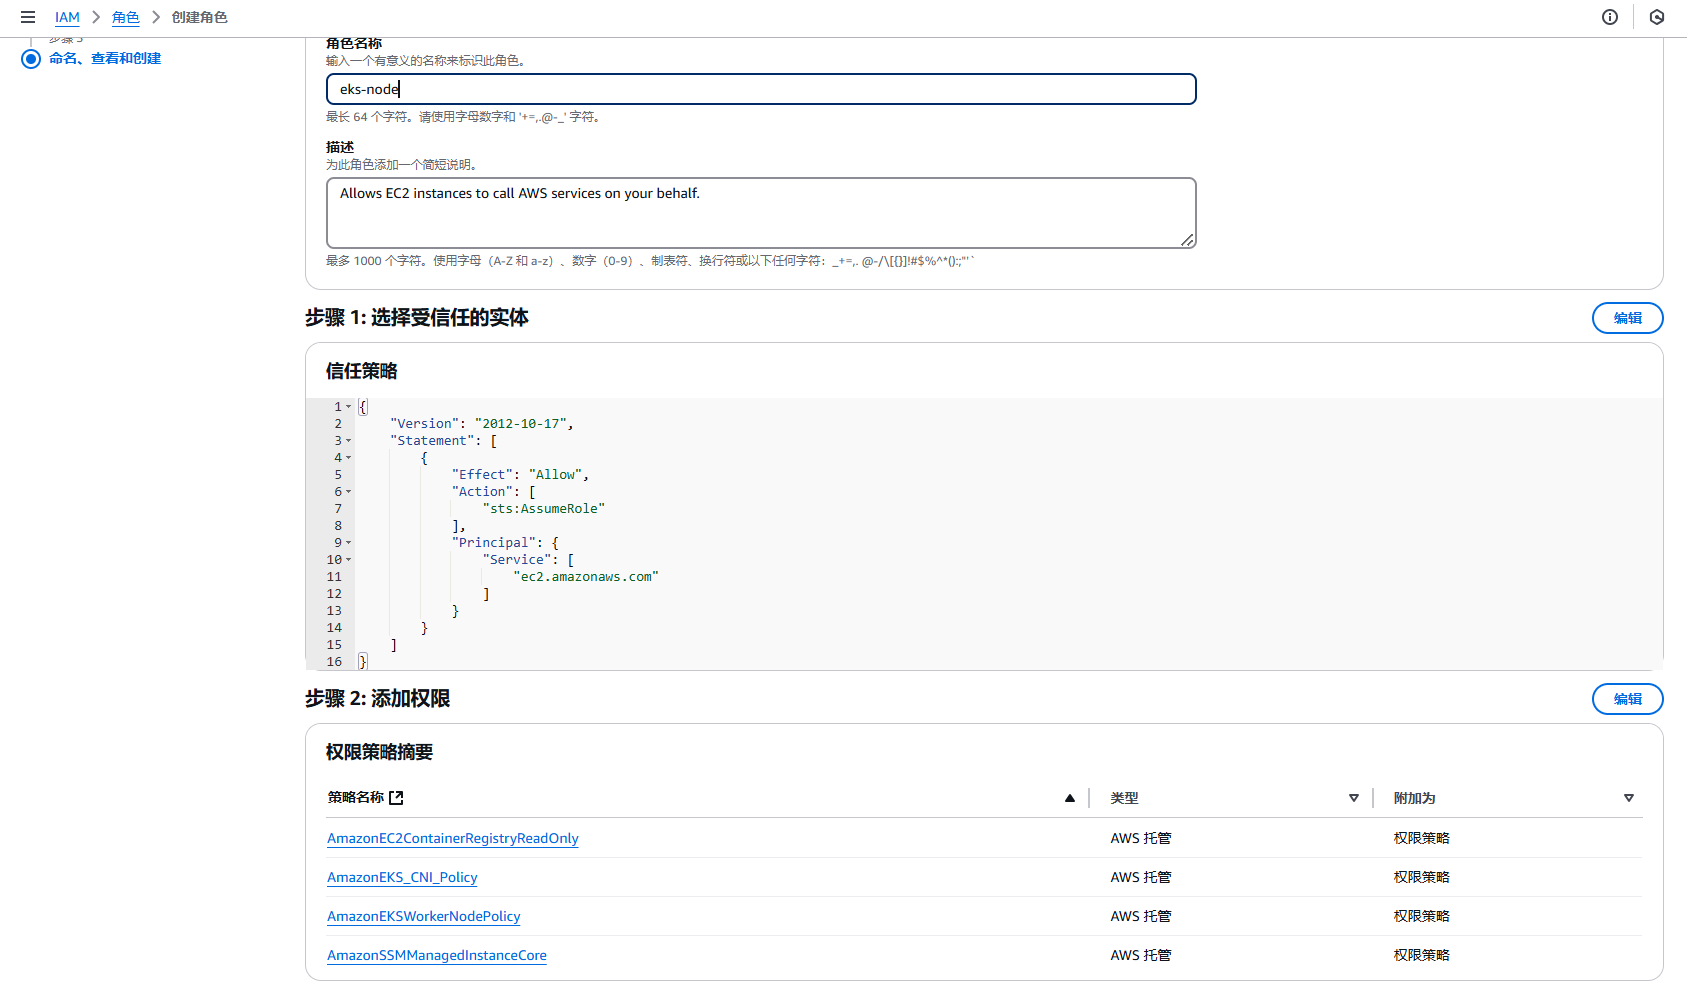 IAM > 角色 > 创建角色
步骤 3
命名、查看和创建
角色名称
输入一个有意义的名称来标识此角色。
eks-node
最长 64 个字符。请使用字母数字和 '+=,.@-_' 字符。
描述
为此角色添加一个简短说明。
Allows EC2 instances to call AWS services on your behalf.
最多 1000 个字符。使用字母（A-Z 和 a-z）、数字（0-9）、制表符、换行符或以下任何字符：_+=,. @-/\[{}]!#$%^*();:"'`
步骤 1: 选择受信任的实体
编辑
信任策略
1 {
2     "Version": "2012-10-17",
3     "Statement": [
4         {
5             "Effect": "Allow",
6             "Action": [
7                 "sts:AssumeRole"
8             ],
9             "Principal": {
10                 "Service": [
11                     "ec2.amazonaws.com"
12                 ]
13             }
14         }
15     ]
16 }
步骤 2: 添加权限
编辑
权限策略摘要
策略名称 类型 附加为
AmazonEC2ContainerRegistryReadOnly AWS 托管 权限策略
AmazonEKS_CNI_Policy AWS 托管 权限策略
AmazonEKSWorkerNodePolicy AWS 托管 权限策略
AmazonSSMManagedInstanceCore AWS 托管 权限策略